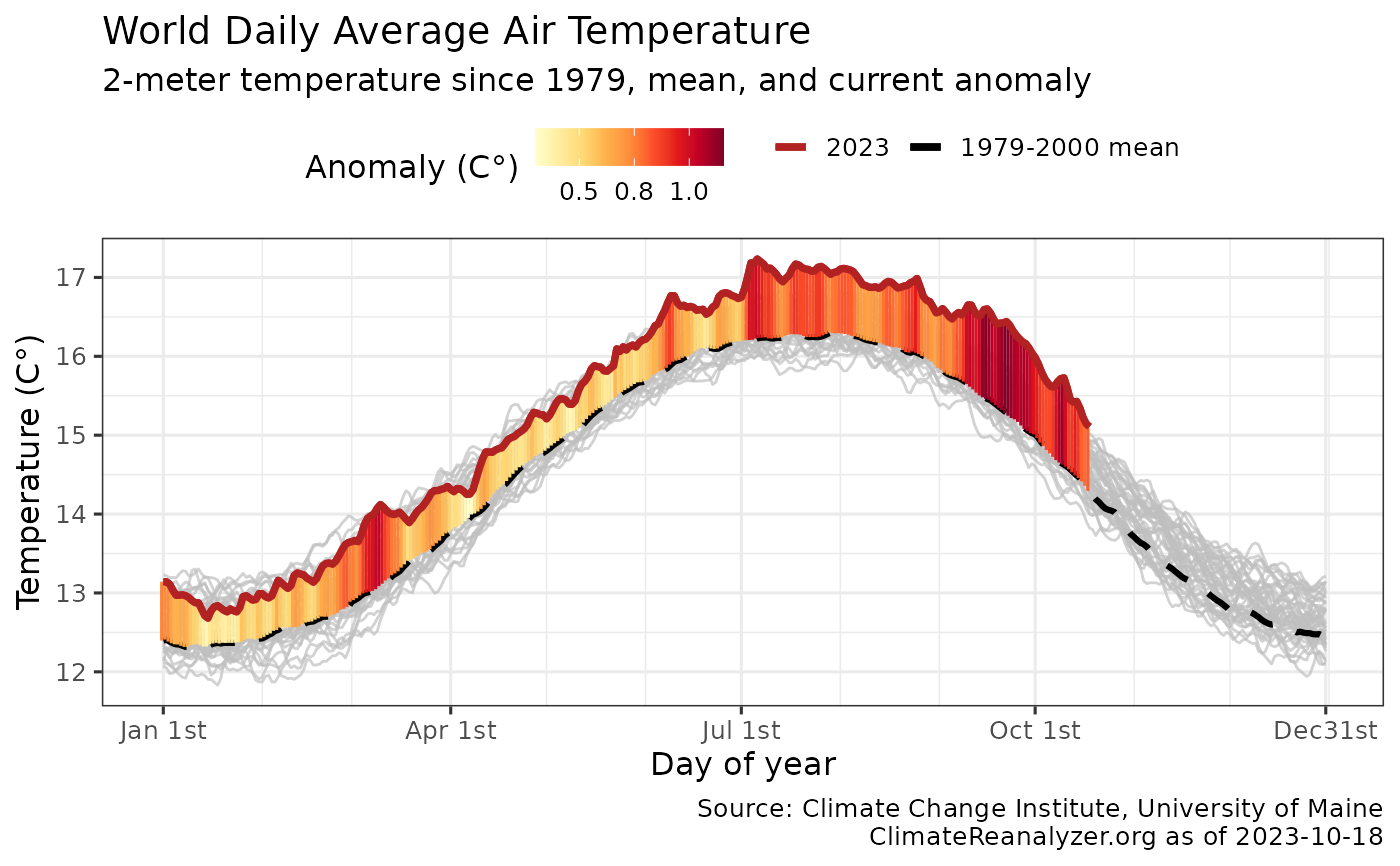 World Daily Average Air Temperature
2-meter temperature since 1979, mean, and current anomaly
Anomaly (C°)
0.5 0.8 1.0
2023
1979-2000 mean
Temperature (C°)
17
16
15
14
13
12
Jan 1st Apr 1st Jul 1st Oct 1st Dec31st
Day of year
Source: Climate Change Institute, University of Maine
ClimateReanalyzer.org as of 2023-10-18